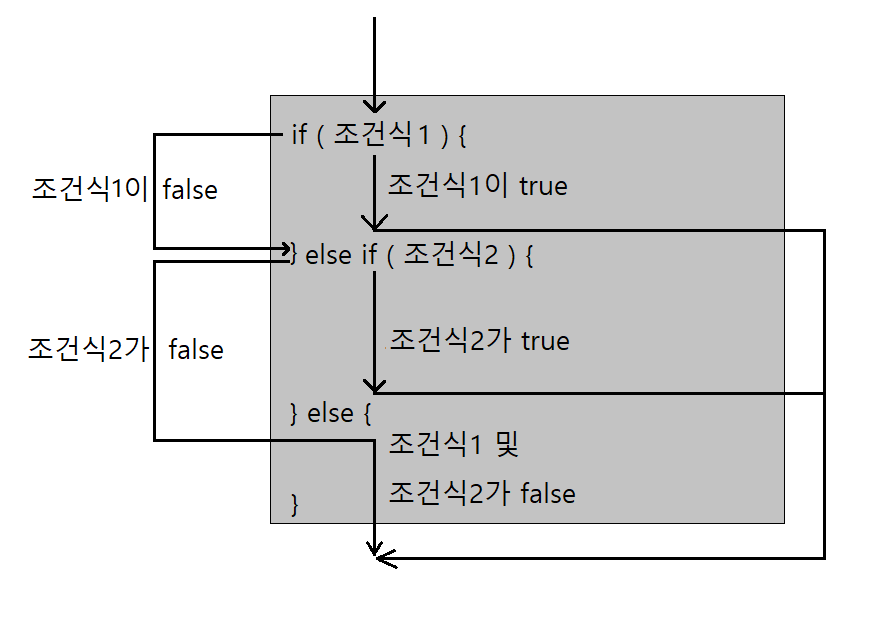 if ( 조건식1 ) {
조건식1이 true
조건식1이 false
} else if ( 조건식2 ) {
조건식2가 true
조건식2가 false
} else {
조건식1 및
조건식2가 false
}